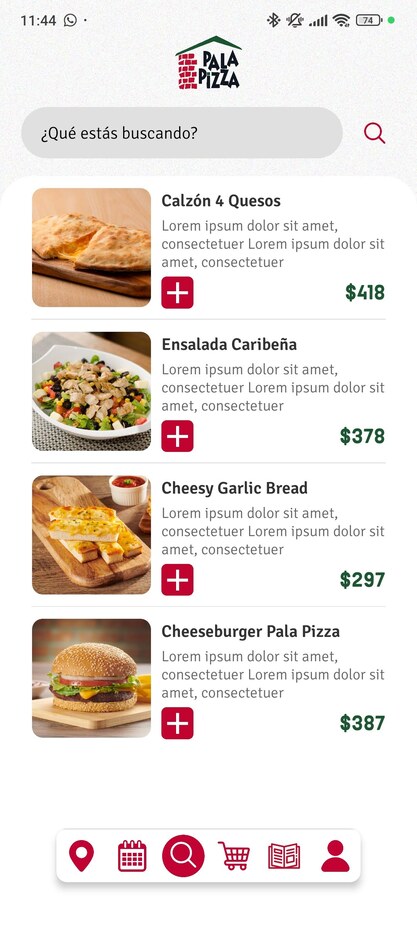 11:44
74
PALA
PIZZA
¿Qué estás buscando?
Calzón 4 Quesos
Lorem ipsum dolor sit amet,
consectetuer Lorem ipsum dolor sit
amet, consectetuer
$418
Ensalada Caribeña
Lorem ipsum dolor sit amet,
consectetuer Lorem ipsum dolor sit
amet, consectetuer
$378
Cheesy Garlic Bread
Lorem ipsum dolor sit amet,
consectetuer Lorem ipsum dolor sit
amet, consectetuer
$297
Cheeseburger Pala Pizza
Lorem ipsum dolor sit amet,
consectetuer Lorem ipsum dolor sit
amet, consectetuer
$387